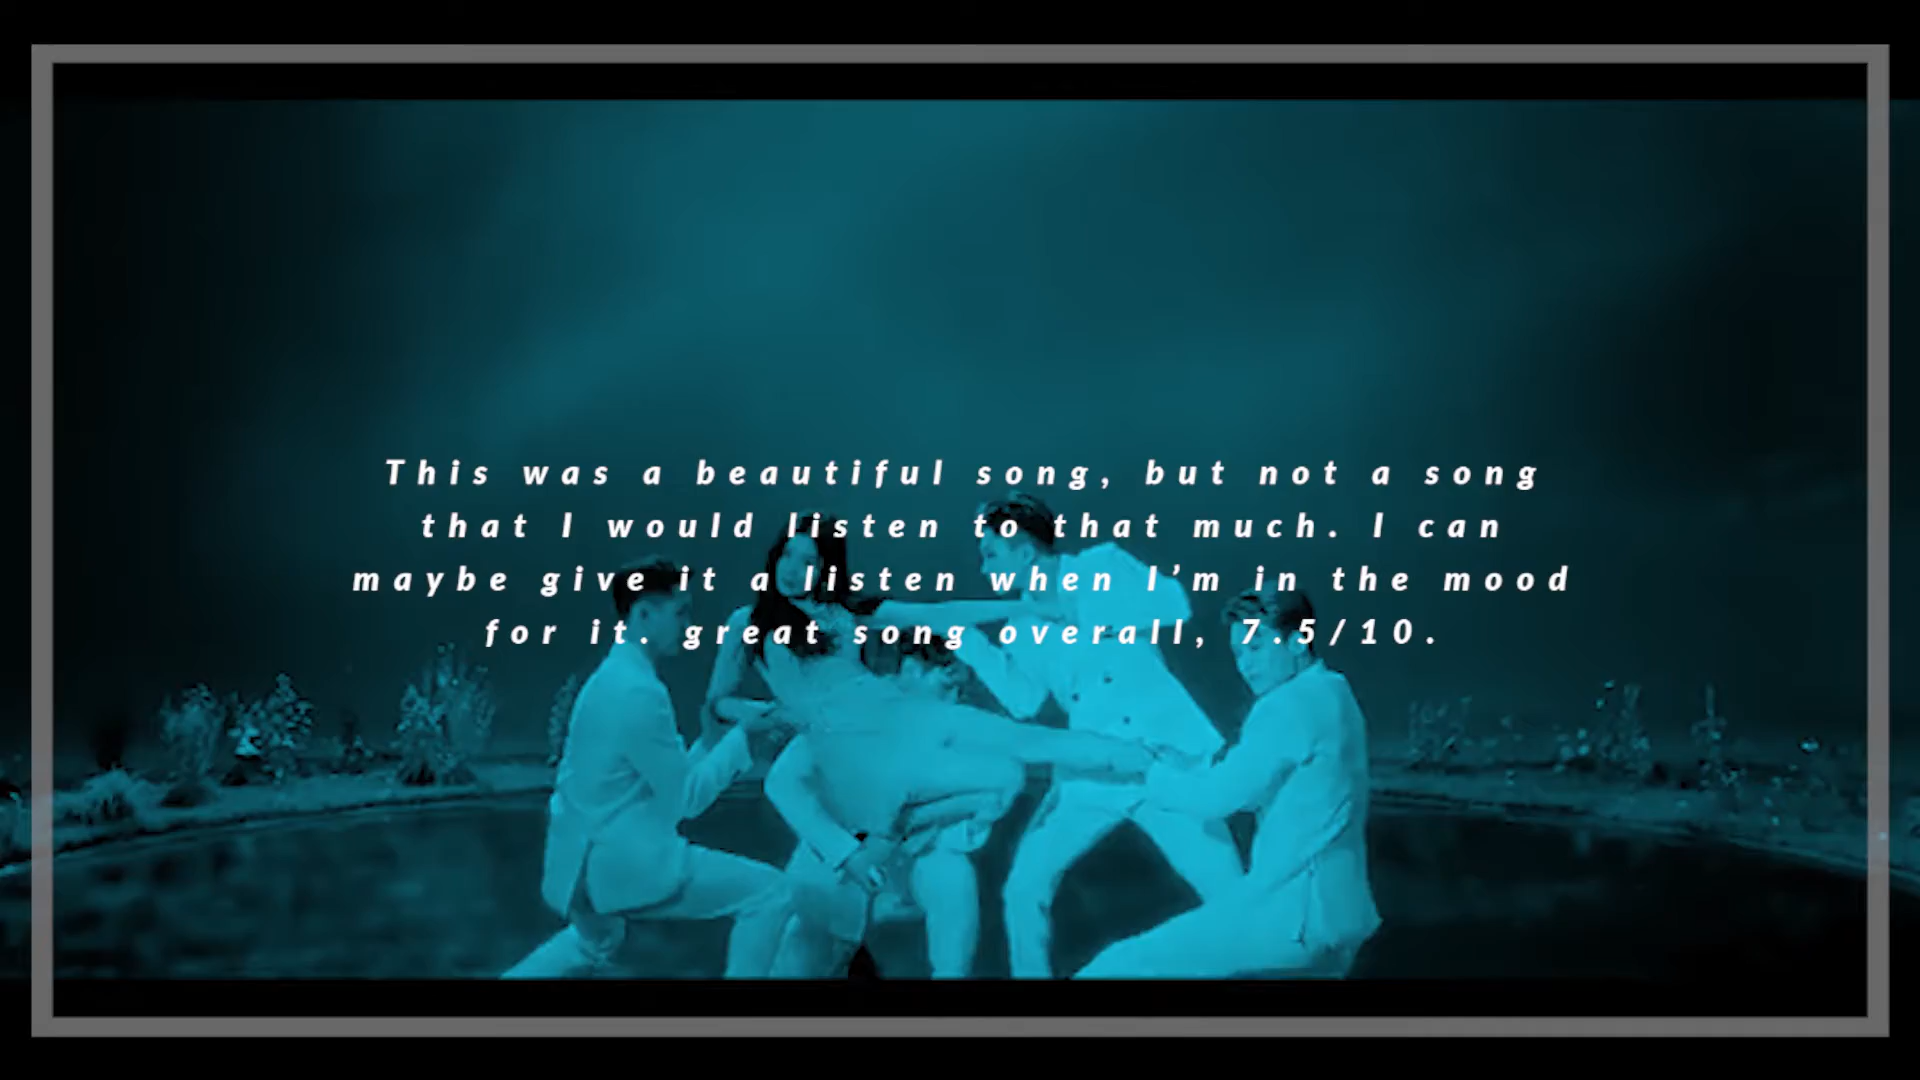 This was a beautiful song, but not a song
that I would listen to that much. I can
maybe give it a listen when I’m in the mood
for it. great song overall, 7.5/10.